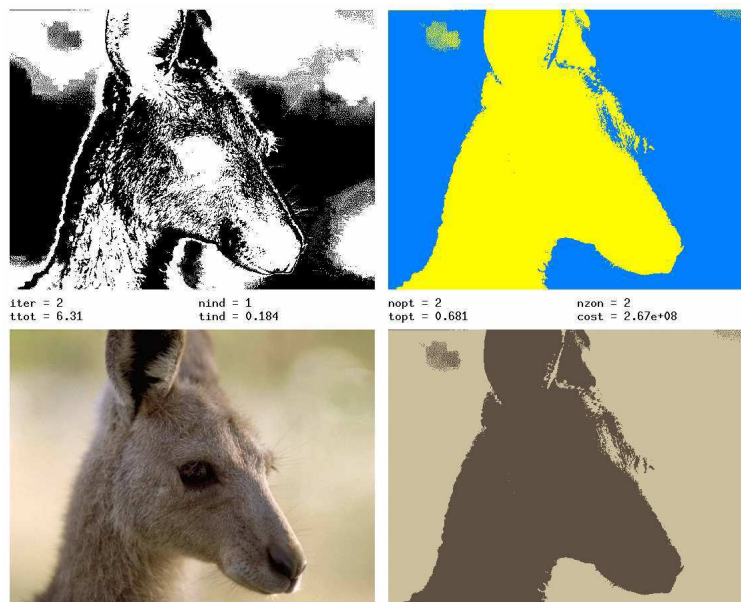 iter = 2 nind = 1 nopt = 2 nzon = 2
ttot = 6.31 tind = 0.184 topt = 0.681 cost = 2.67e+08